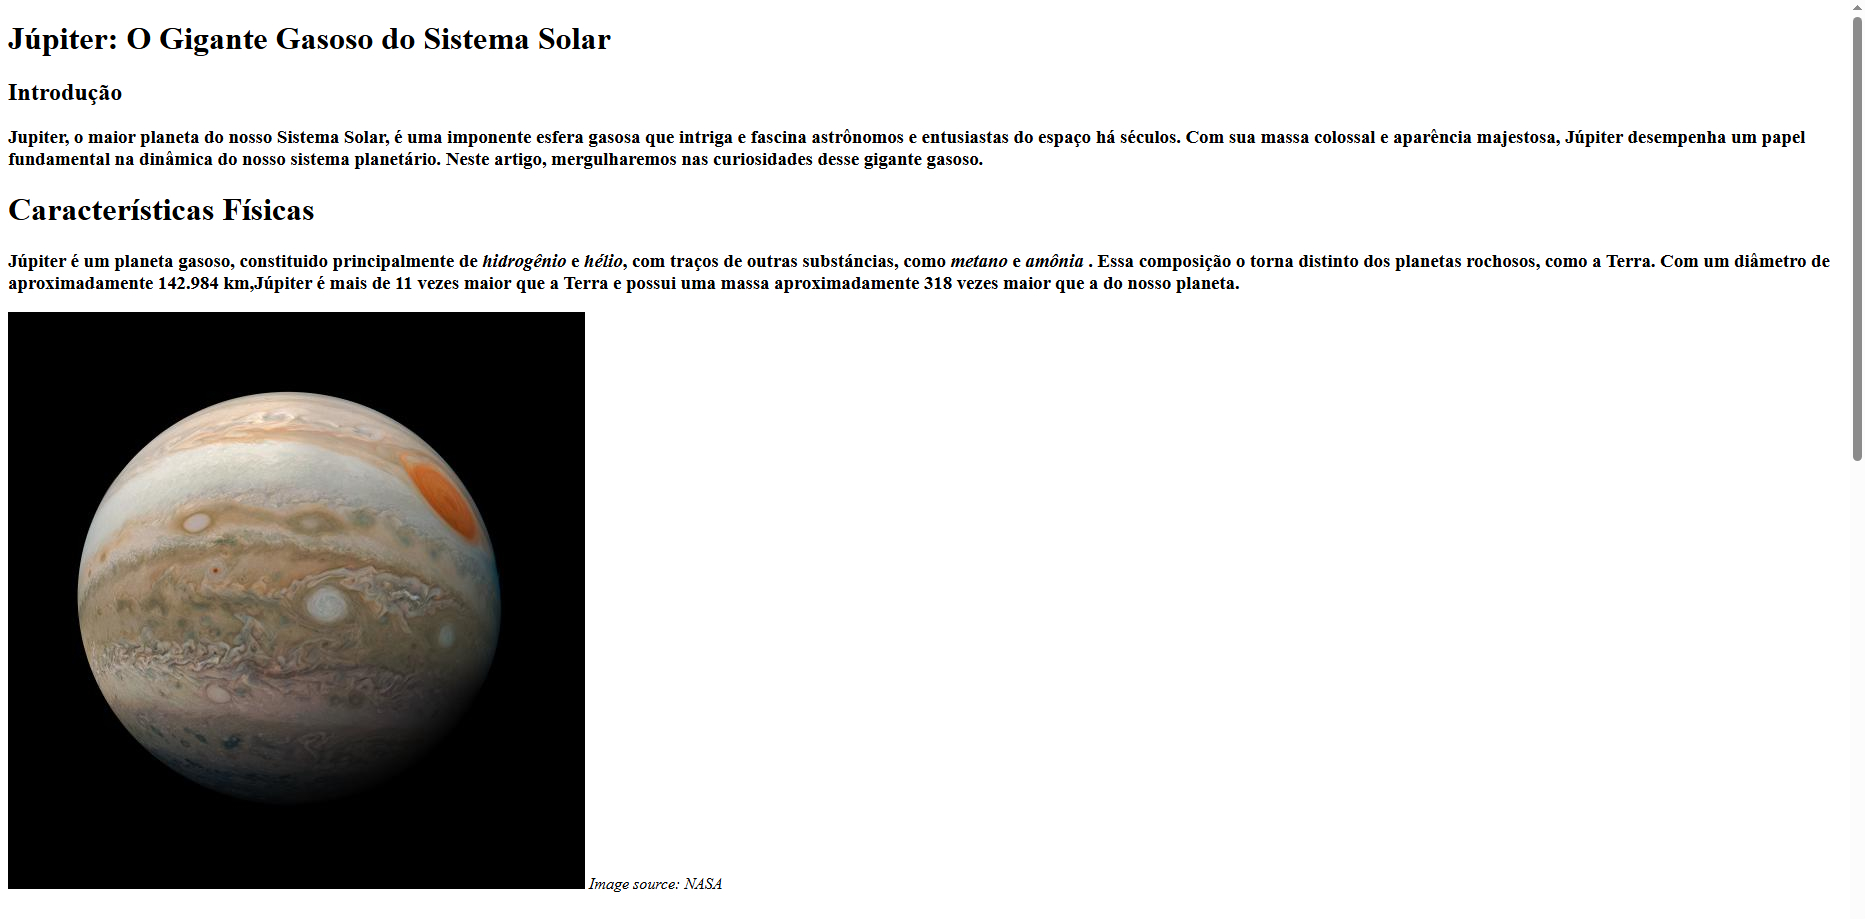 Júpiter: O Gigante Gasoso do Sistema Solar
Introdução
Jupiter, o maior planeta do nosso Sistema Solar, é uma imponente esfera gasosa que intriga e fascina astrônomos e entusiastas do espaço há séculos. Com sua massa colossal e aparência majestosa, Júpiter desempenha um papel
fundamental na dinâmica do nosso sistema planetário. Neste artigo, mergulharemos nas curiosidades desse gigante gasoso.
Características Físicas
Júpiter é um planeta gasoso, constituido principalmente de hidrogênio e hélio, com traços de outras substáncias, como metano e amônia . Essa composição o torna distinto dos planetas rochosos, como a Terra. Com um diâmetro de
aproximadamente 142.984 km,Júpiter é mais de 11 vezes maior que a Terra e possui uma massa aproximadamente 318 vezes maior que a do nosso planeta.
Image source: NASA